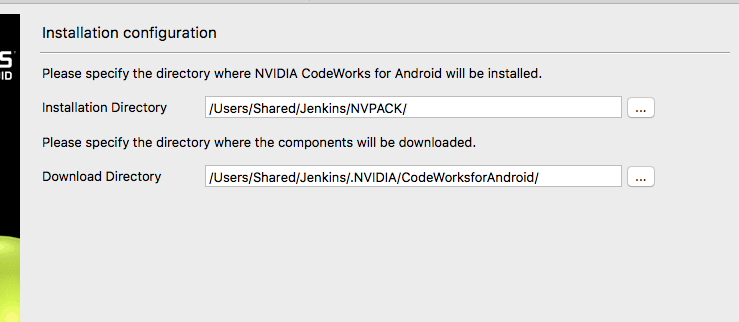 Installation configuration
S
ID
Please specify the directory where NVIDIA CodeWorks for Android will be installed.
Installation Directory /Users/Shared/Jenkins/NVPACK/ ...
Please specify the directory where the components will be downloaded.
Download Directory /Users/Shared/Jenkins/.NVIDIA/CodeWorksforAndroid/ ...